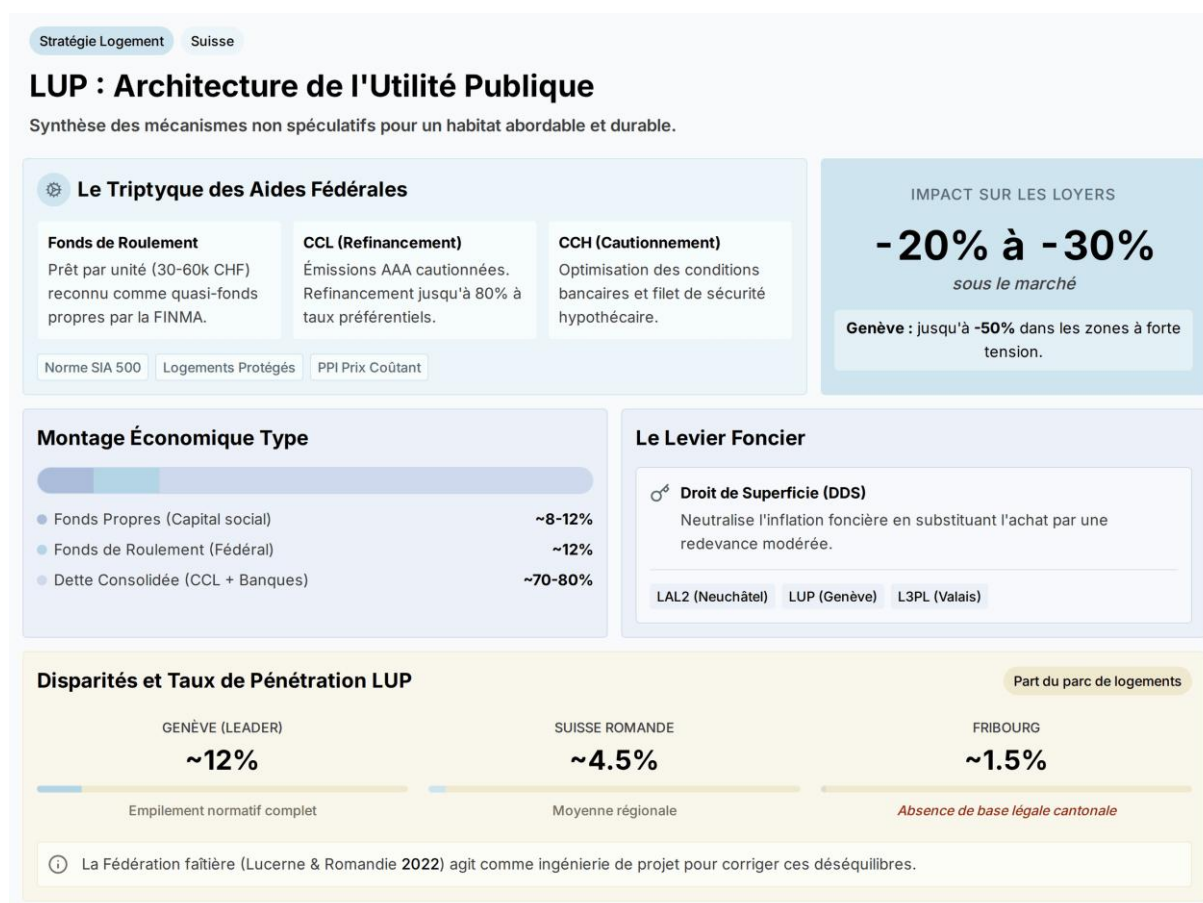 Stratégie Logement
Suisse
LUP : Architecture de l'Utilité Publique
Synthèse des mécanismes non spéculatifs pour un habitat abordable et durable.
Le Triptyque des Aides Fédérales
Fonds de Roulement
Prêt par unité (30-60k CHF)
reconnu comme quasi-fonds
propres par la FINMA.
CCL (Refinancement)
Émissions AAA cautionnées.
Refinancement jusqu'à 80% à
taux préférentiels.
CCH (Cautionnement)
Optimisation des conditions
bancaires et filet de sécurité
hypothécaire.
Norme SIA 500
Logements Protégés
PPI Prix Coûtant
IMPACT SUR LES LOYERS
-20% à -30%
sous le marché
Genève : jusqu'à -50% dans les zones à forte
tension.
Montage Économique Type
Fonds Propres (Capital social) ~8-12%
Fonds de Roulement (Fédéral) ~12%
Dette Consolidée (CCL + Banques) ~70-80%
Le Levier Foncier
Droit de Superficie (DDS)
Neutralise l'inflation foncière en substituant l'achat par une
redevance modérée.
LAL2 (Neuchâtel)
LUP (Genève)
L3PL (Valais)
Disparités et Taux de Pénétration LUP
Part du parc de logements
GENÈVE (LEADER)
~12%
Empilement normatif complet
SUISSE ROMANDE
~4.5%
Moyenne régionale
FRIBOURG
~1.5%
Absence de base légale cantonale
La Fédération faîtière (Lucerne & Romandie 2022) agit comme ingénierie de projet pour corriger ces déséquilibres.